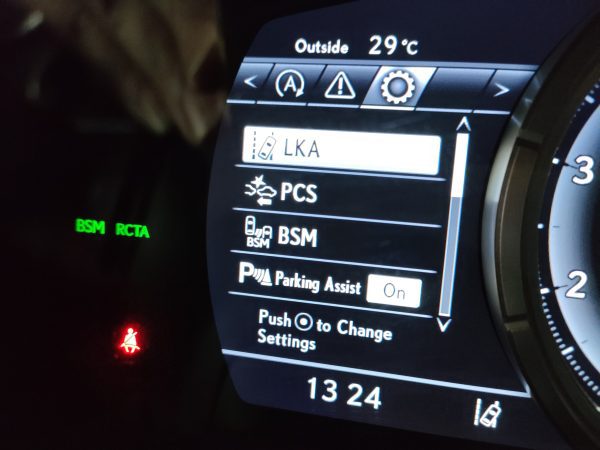 Outside 29°C
< A >
LKA
PCS
BSM BSM
BSM RCTA
Parking Assist On
Push to Change
Settings
13 24
3
2